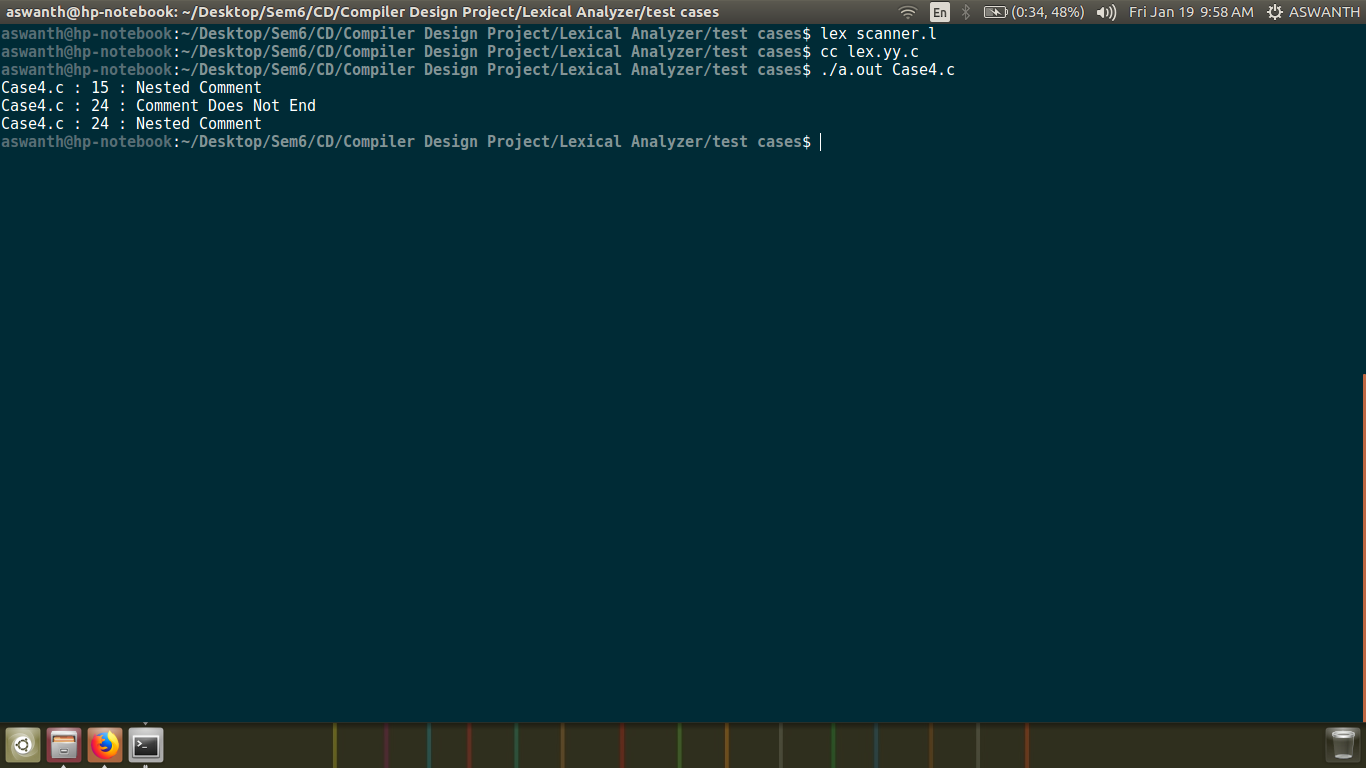 aswanth@hp-notebook: ~/Desktop/Sem6/CD/Compiler Design Project/Lexical Analyzer/test cases En (0:34, 48%) Fri Jan 19 9:58 AM ASWANTH
aswanth@hp-notebook:~/Desktop/Sem6/CD/Compiler Design Project/Lexical Analyzer/test cases$ lex scanner.l
aswanth@hp-notebook:~/Desktop/Sem6/CD/Compiler Design Project/Lexical Analyzer/test cases$ cc lex.yy.c
aswanth@hp-notebook:~/Desktop/Sem6/CD/Compiler Design Project/Lexical Analyzer/test cases$ ./a.out Case4.c
Case4.c : 15 : Nested Comment
Case4.c : 24 : Comment Does Not End
Case4.c : 24 : Nested Comment
aswanth@hp-notebook:~/Desktop/Sem6/CD/Compiler Design Project/Lexical Analyzer/test cases$